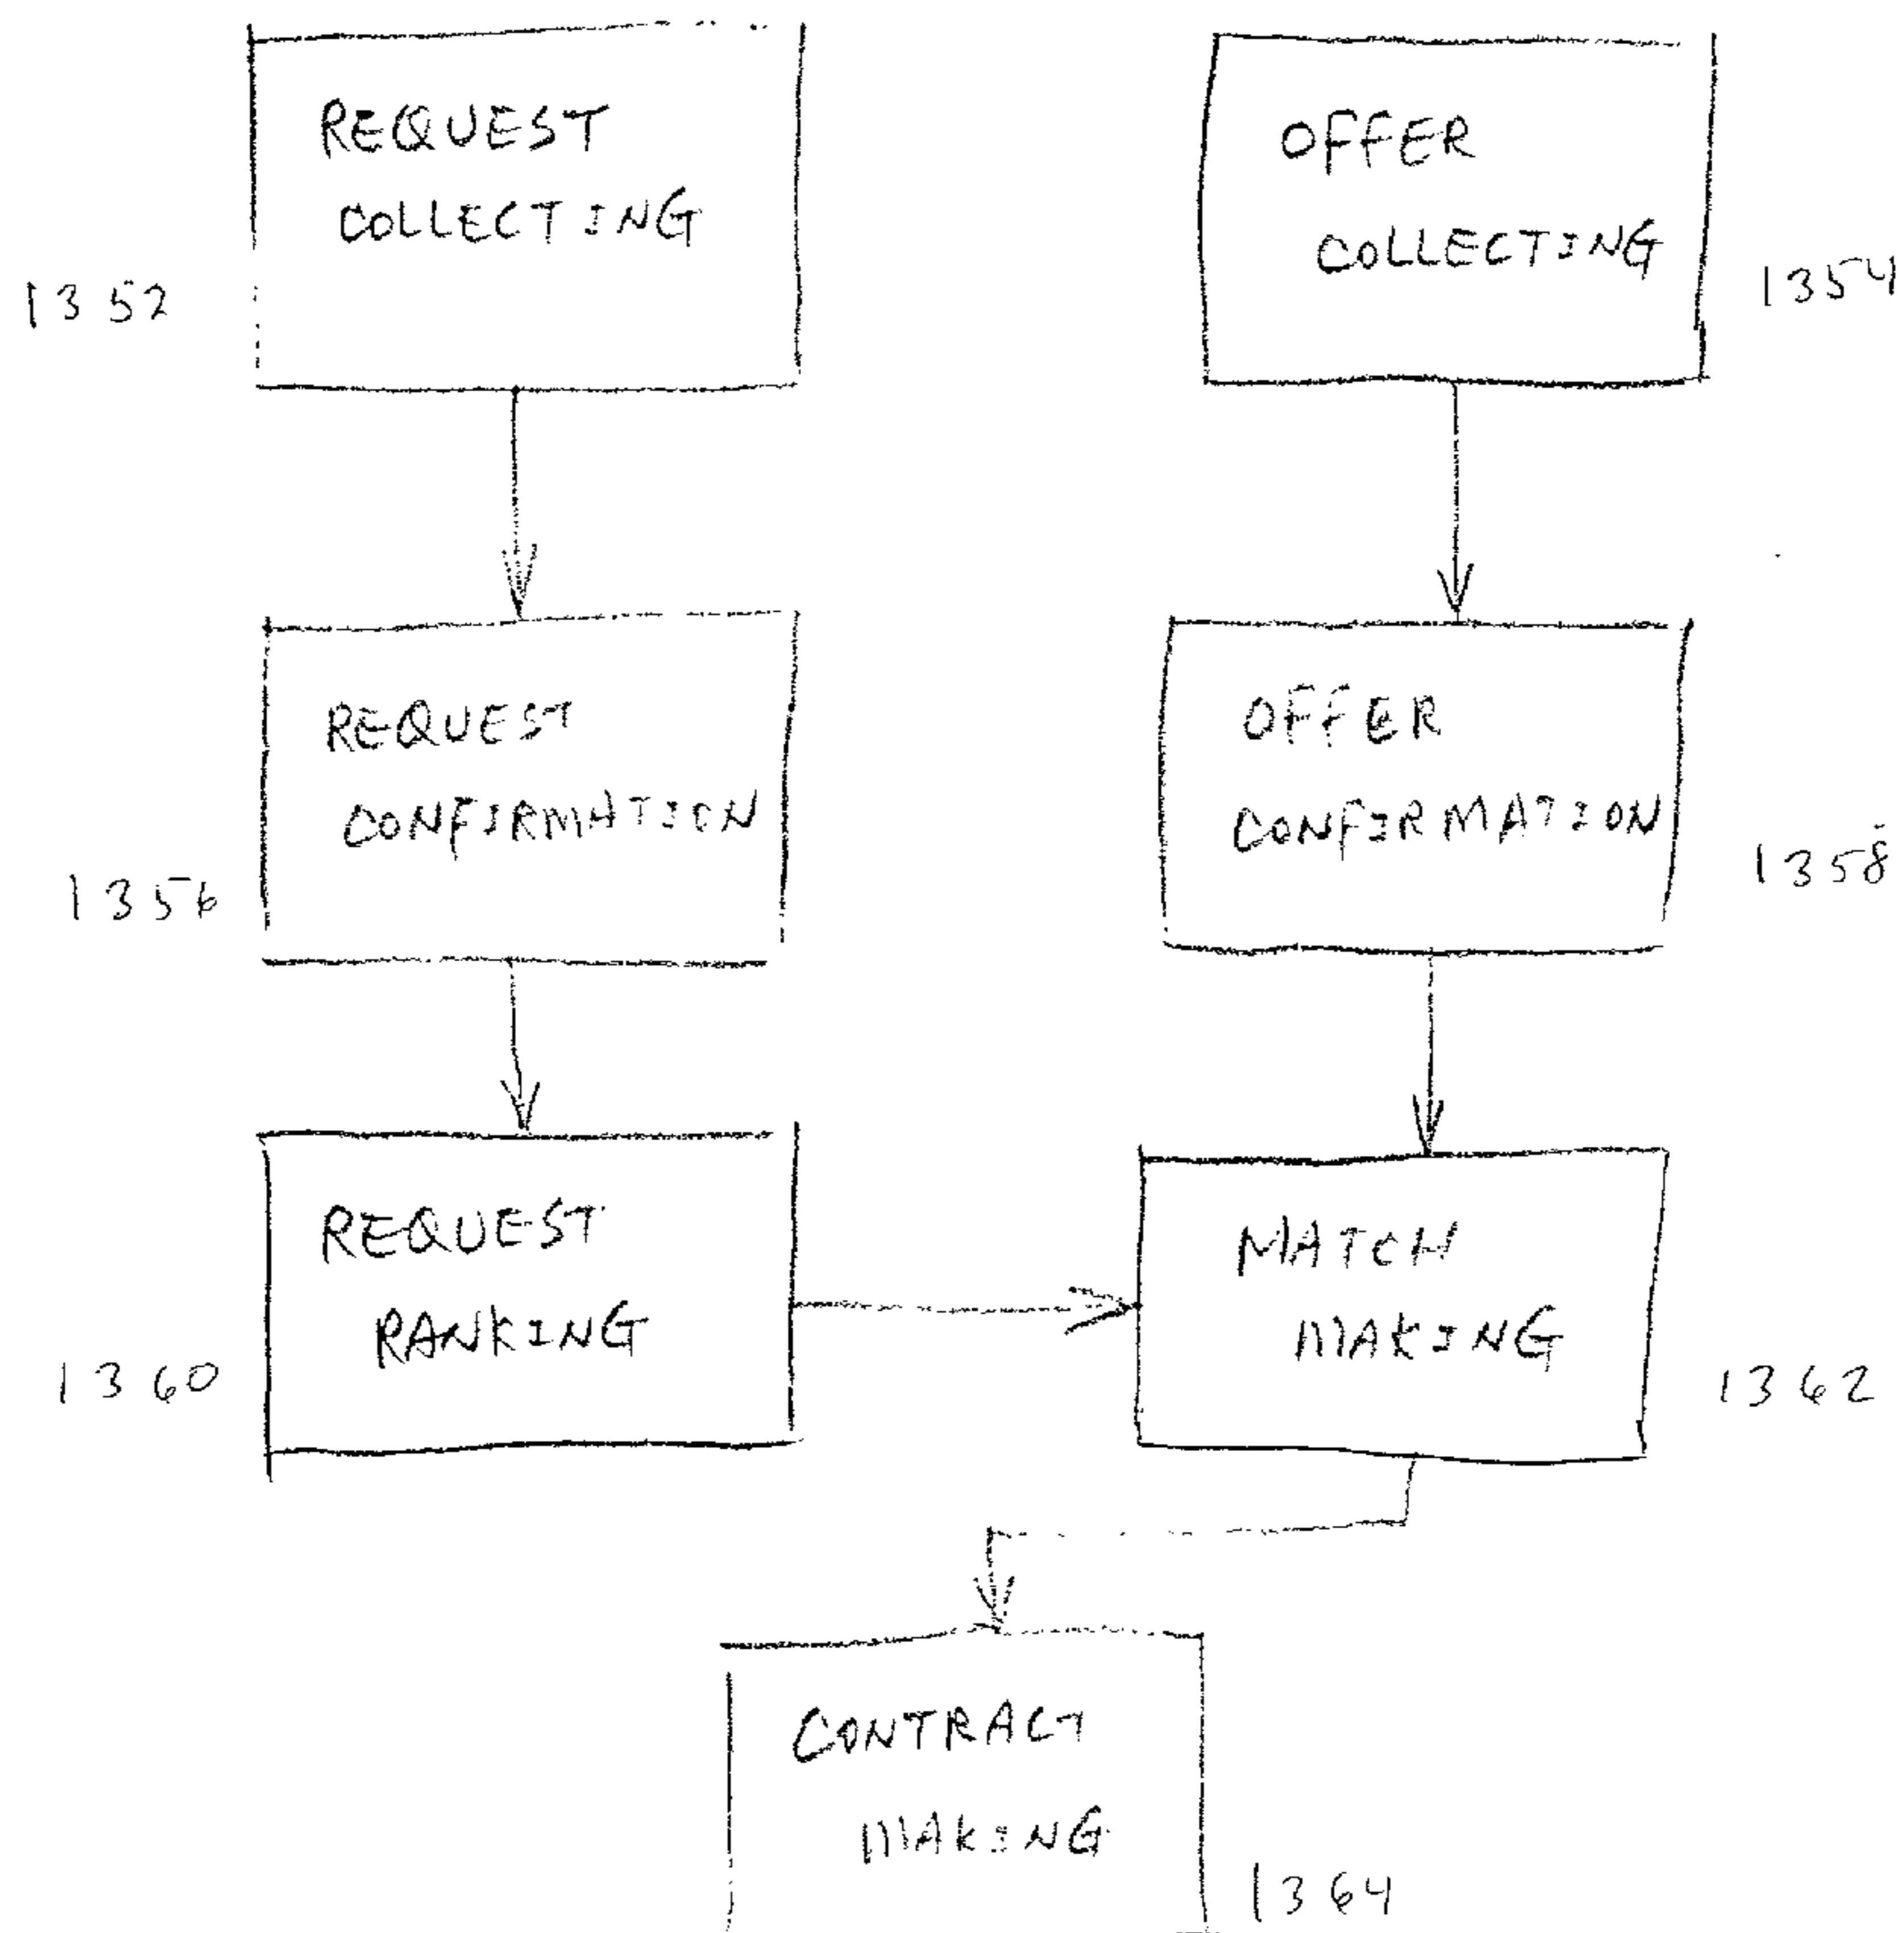 REQUEST
COLLECTING
1352
OFFER
COLLECTING
1354
REQUEST
CONFIRMATION
1356
OFFER
CONFIRMATION
1358
REQUEST
RANKING
1360
MATCH
MAKING
1362
CONTRACT
MAKING
1364